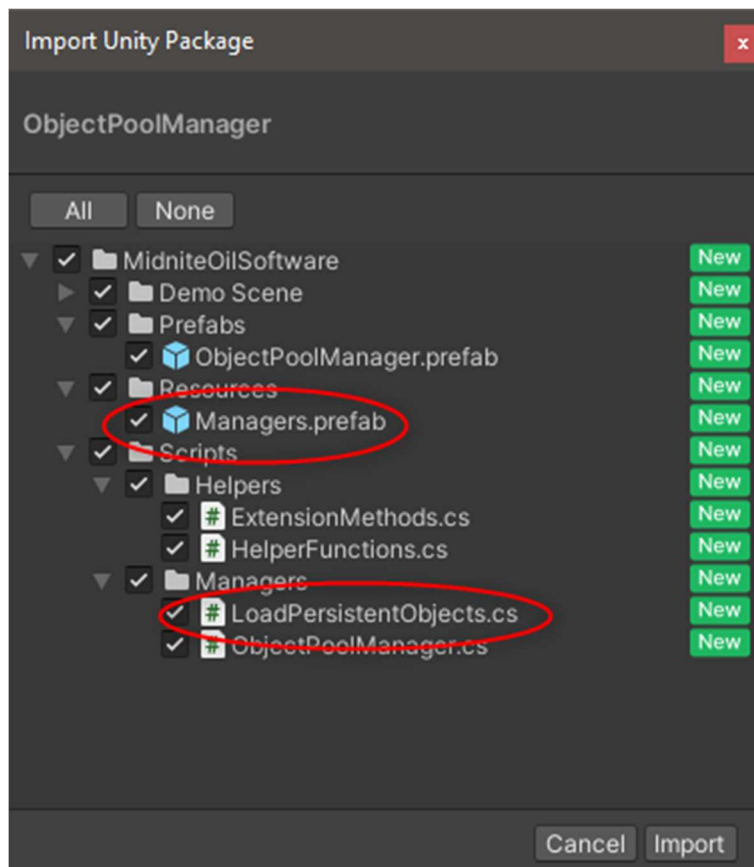 Import Unity Package
x
ObjectPoolManager
All None
MidniteOilSoftware New
Demo Scene New
Prefabs New
ObjectPoolManager.prefab New
Resources New
Managers.prefab New
Scripts New
Helpers New
ExtensionMethods.cs New
HelperFunctions.cs New
Managers New
LoadPersistentObjects.cs New
ObjectPoolManager.cs New
Cancel Import